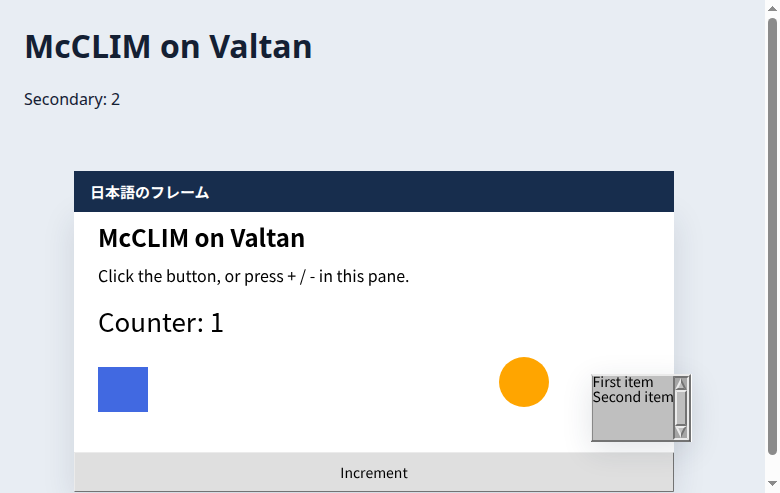 McCLIM on Valtan
Secondary: 2
日本語のフレーム
McCLIM on Valtan
Click the button, or press + / - in this pane.
Counter: 1
First item
Second item
Increment